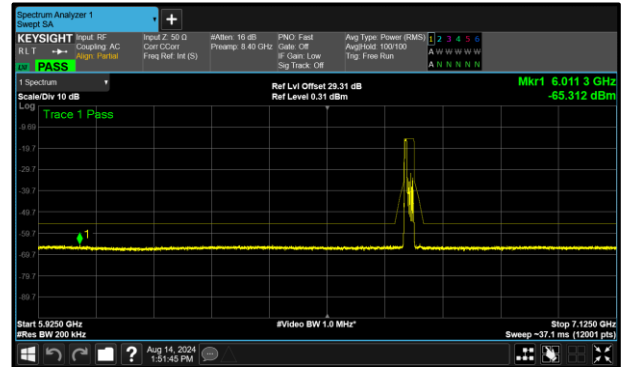 Spectrum Analyzer 1
Swept SA
+
KEYSIGHT Input: RF
RLT Coupling: AC
Align: Partial
PASS
Input Z: 50 Ω
Corr CCorr
Freq Ref: Int (S)
#Atten: 16 dB
Preamp: 8.40 GHz
PNO: Fast
Gate: Off
IF Gain: Low
Sig Track: Off
Avg Type: Power (RMS)
Avg|Hold: 100/100
Trig: Free Run
1 2 3 4 5 6
A W W W W W
A N N N N N
1 Spectrum
Scale/Div 10 dB
Ref Lvl Offset 29.31 dB
Ref Level 0.31 dBm
Mkr1 6.011 3 GHz
-65.312 dBm
Log
Trace 1 Pass
-9.69
-19.7
-29.7
-39.7
-49.7
-59.7
1
-69.7
-79.7
-89.7
Start 5.9250 GHz
#Res BW 200 kHz
#Video BW 1.0 MHz*
Stop 7.1250 GHz
Sweep ~37.1 ms (12001 pts)
?
Aug 14, 2024
1:51:45 PM